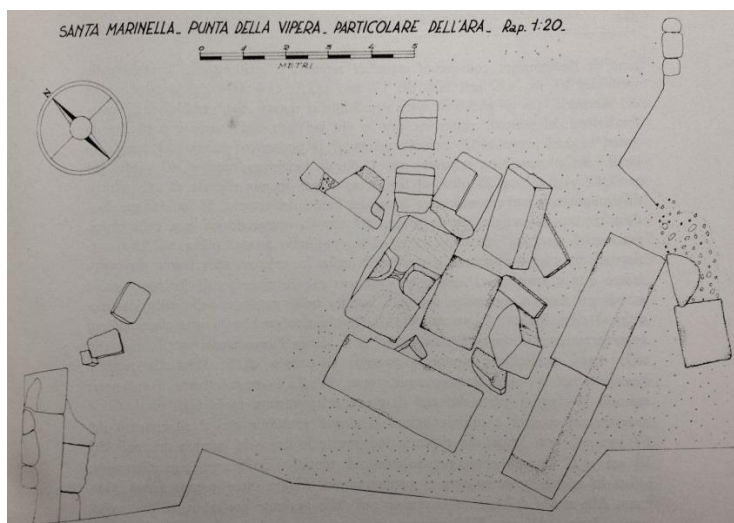 SANTA MARINELLA_ PUNTA DELLA VIPERA_ PARTICOLARE DELL'ARA_ Rap. 1:20_
0 1 2 3 4 5
METRI
N